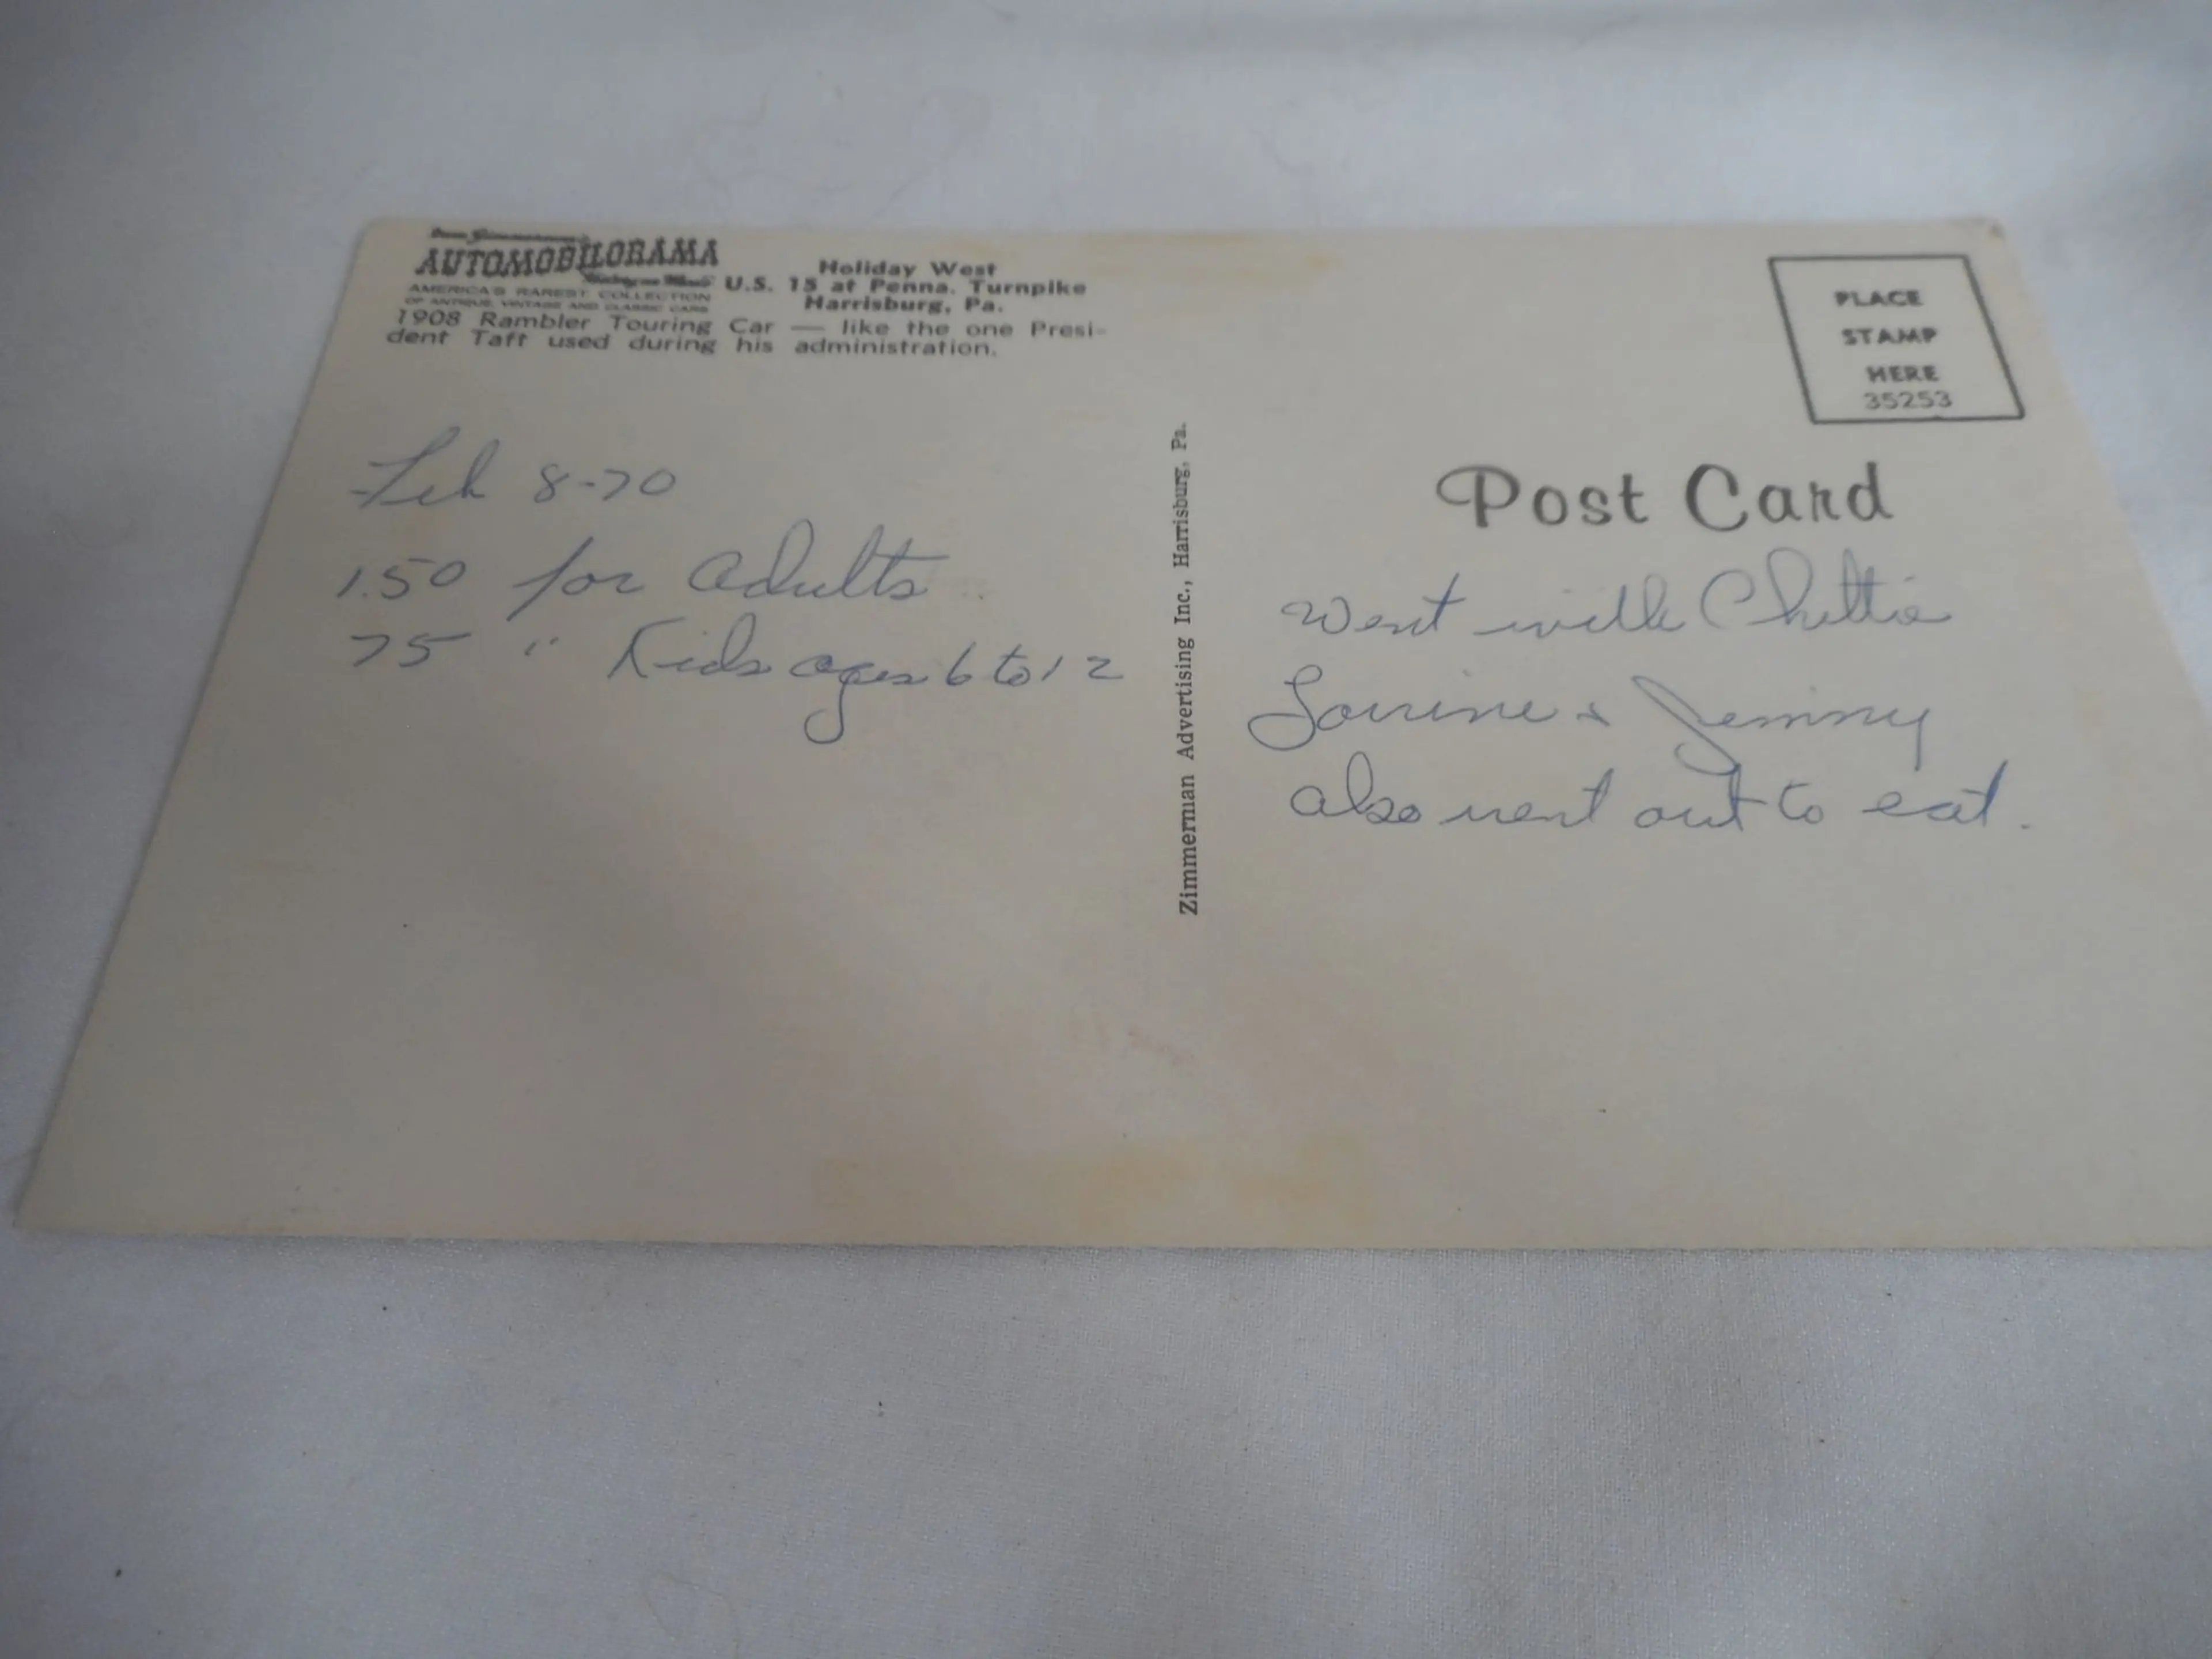 AUTOMOBILORAMA
AMERICA'S RAREST COLLECTION
OF ANTIQUE, VINTAGE AND CLASSIC CARS
Holiday West
U.S. 15 at Penna. Turnpike
Harrisburg, Pa.
1908 Rambler Touring Car — like the one Presi-
dent Taft used during his administration.
Feb 8-70
1.50 for Adults
75 " Kids ages 6 to 12
Zimmerman Advertising Inc., Harrisburg, Pa.
PLACE
STAMP
HERE
35253
Post Card
Went with
& Jimmy
also went out to eat.